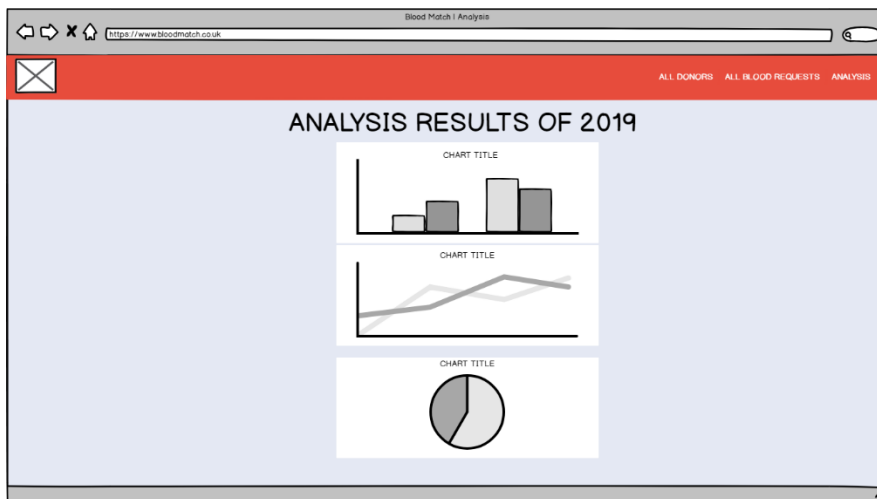 Blood Match | Analysis
https://www.bloodmatch.co.uk
ALL DONORS ALL BLOOD REQUESTS ANALYSIS
ANALYSIS RESULTS OF 2019
CHART TITLE
CHART TITLE
CHART TITLE